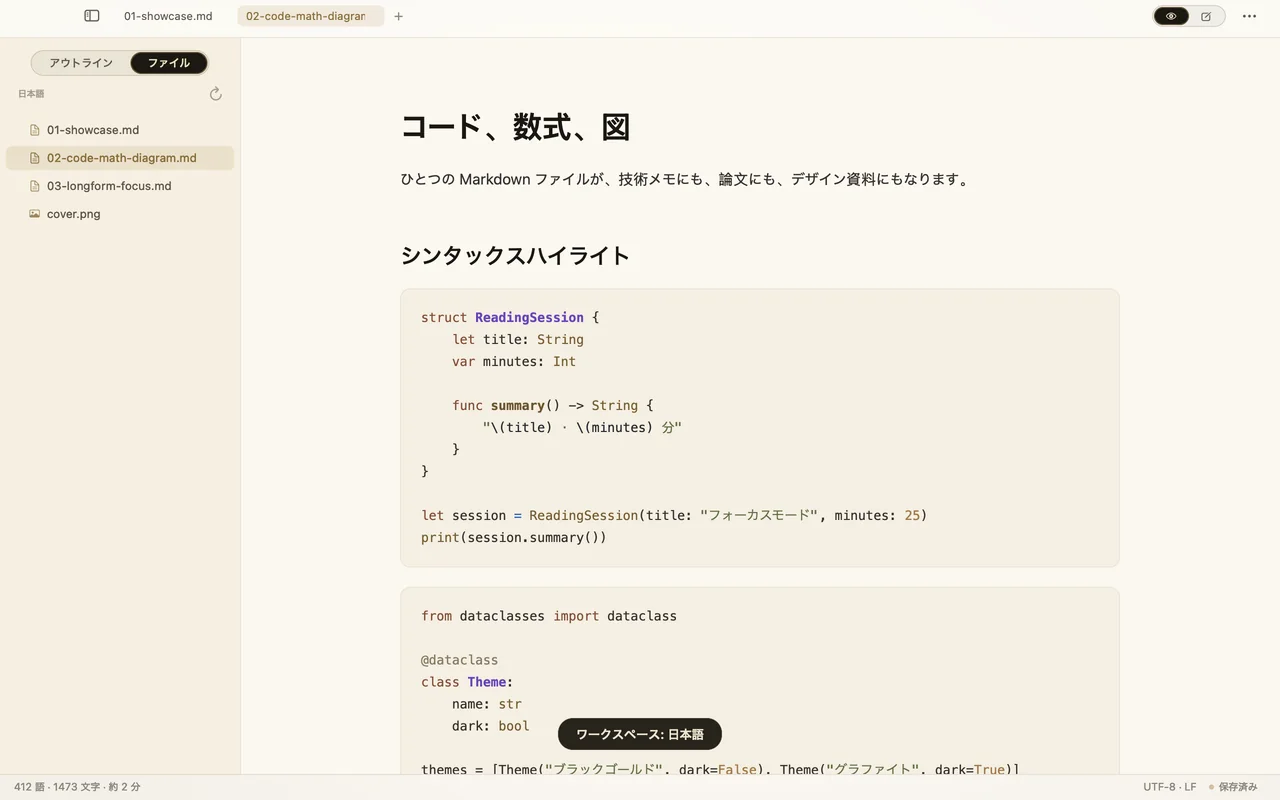 01-showcase.md
02-code-math-diagran
アウトライン
ファイル
日本語
01-showcase.md
02-code-math-diagram.md
03-longform-focus.md
cover.png
コード、数式、図
ひとつの Markdown ファイルが、技術メモにも、論文にも、デザイン資料にもなります。
シンタックスハイライト
struct ReadingSession {
    let title: String
    var minutes: Int
    func summary() -> String {
        "\(title) · \(minutes) 分"
    }
}
let session = ReadingSession(title: "フォーカスモード", minutes: 25)
print(session.summary())
from dataclasses import dataclass
@dataclass
class Theme:
    name: str
    dark: bool
ワークスペース: 日本語
themes = [Theme("ブラックゴールド", dark=False), Theme("グラファイト", dark=True)]
412 語 · 1473 文字 · 約 2 分
UTF-8 · LF
保存済み